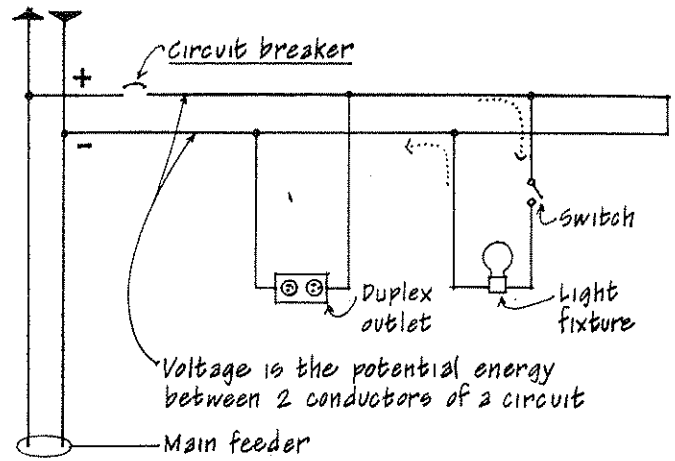 Circuit breaker
+
-
Switch
Duplex
outlet
Light
fixture
Voltage is the potential energy
between 2 conductors of a circuit
Main feeder